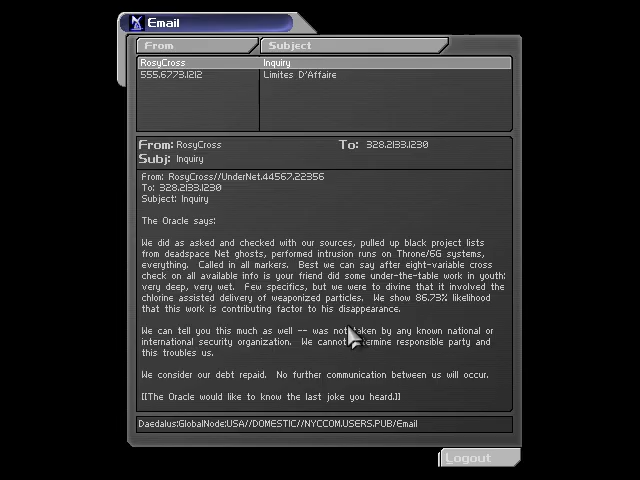 Email
From Subject
RosyCross Inquiry
555.6773.1212 Limites D'Affaire
From: RosyCross To: 328.2133.1230
Subj: Inquiry
From: RosyCross//UnderNet.44567.22356
To: 328.2133.1230
Subject: Inquiry
The Oracle says:
We did as asked and checked with our sources, pulled up black project lists
from deadspace Net ghosts, performed intrusion runs on Throne/6G systems,
everything. Called in all markers. Best we can say after eight-variable cross
check on all available info is your friend did some under-the-table work in youth:
very deep, very wet. Few specifics, but we were to divine that it involved the
chlorine assisted delivery of weaponized particles. We show 86.73% likelihood
that this work is contributing factor to his disappearance.
We can tell you this much as well -- was not taken by any known national or
international security organization. We cannot determine responsible party and
this troubles us.
We consider our debt repaid. No further communication between us will occur.
[[The Oracle would like to know the last joke you heard.]]
Daedalus:GlobalNode:USA//DOMESTIC//NYCCOM.USERS.PUB/Email
Logout